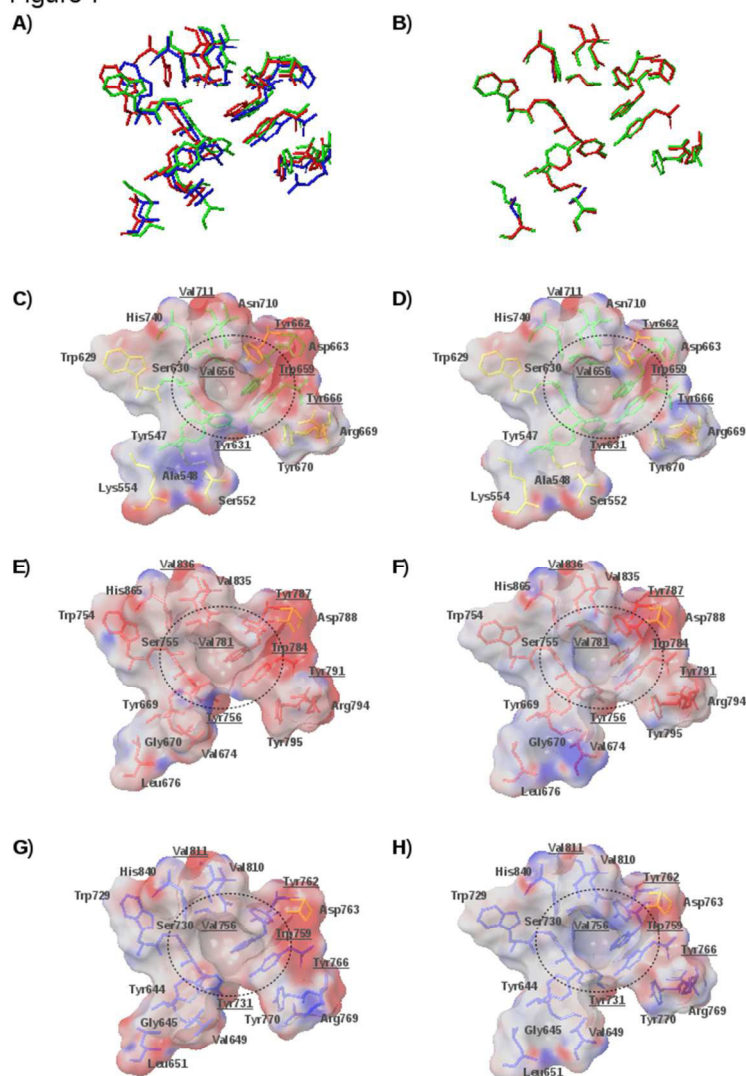 A) B)
C) D)
Val711 Asn710 Val711 Asn710
His740 Tyr662 His740 Tyr662
Trp629 Ser630 Val656 Asp663 Trp629 Ser630 Val656 Asp663
Trp659 Trp659
Tyr666 Tyr666
Tyr547 Tyr631 Arg669 Tyr547 Tyr631 Arg669
Ala548 Tyr670 Ala548 Tyr670
Lys554 Ser552 Lys554 Ser552
E) F)
Val836 Val835 Val836 Val835
His865 Tyr787 His865 Tyr787
Trp754 Asp788 Trp754 Asp788
Ser755 Val781 Trp784 Ser755 Val781 Trp784
Tyr791 Tyr791
Tyr669 Tyr756 Arg794 Tyr669 Tyr756 Arg794
Gly670 Val674 Tyr795 Gly670 Val674 Tyr795
Leu676 Leu676
G) H)
Val811 Val810 Val811 Val810
His840 Tyr762 His840 Tyr762
Trp729 Asp763 Trp729 Asp763
Ser730 Val756 Trp759 Ser730 Val756 Trp759
Tyr766 Tyr766
Tyr644 Tyr731 Tyr644 Tyr731
Gly645 Tyr770 Arg769 Gly645 Tyr770 Arg769
Val649 Val649
Leu651 Leu651